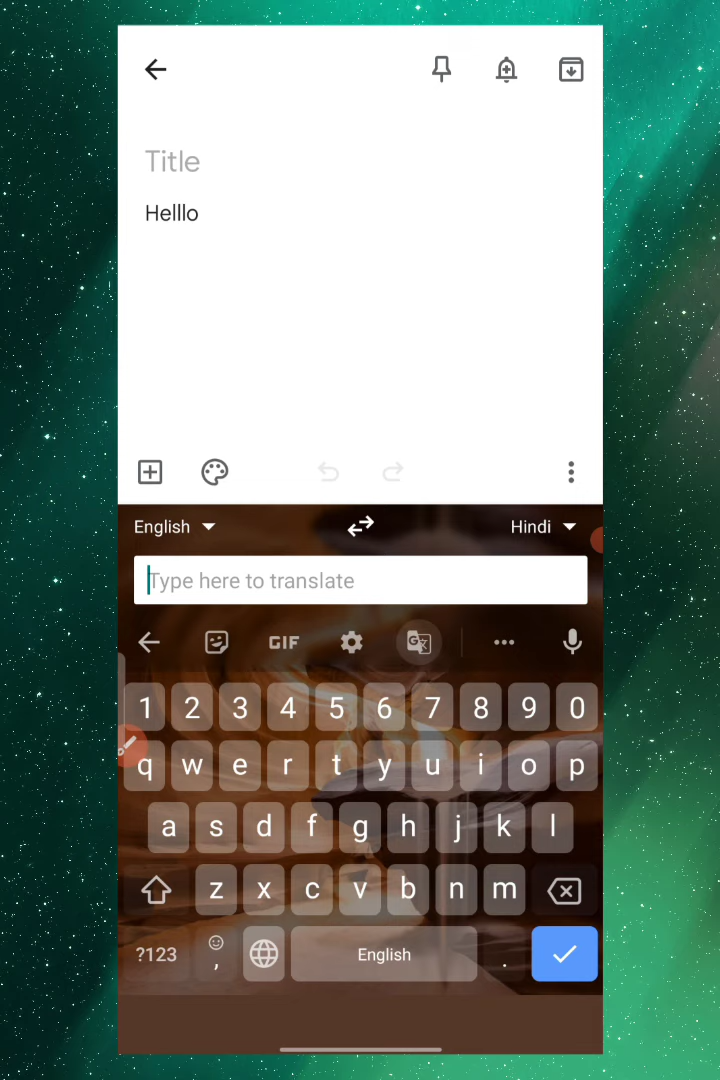 Title
Helllo
English Hindi
Type here to translate
GIF
1 2 3 4 5 6 7 8 9 0
q w e r t y u i o p
a s d f g h j k l
z x c v b n m
?123 , English .